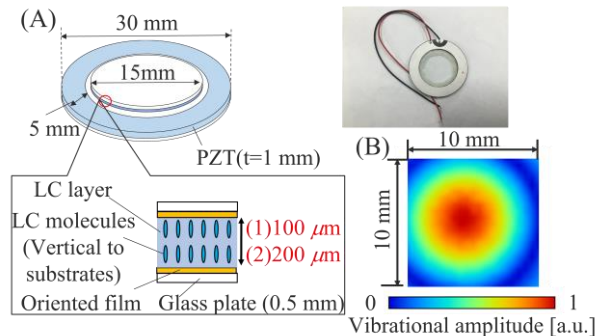 (A)
30 mm
15mm
5 mm
PZT(t=1 mm)
LC layer
LC molecules
(Vertical to
substrates)
Oriented film
(1)100 μm
(2)200 μm
Glass plate (0.5 mm)
(B)
10 mm
10 mm
0
1
Vibrational amplitude [a.u.]